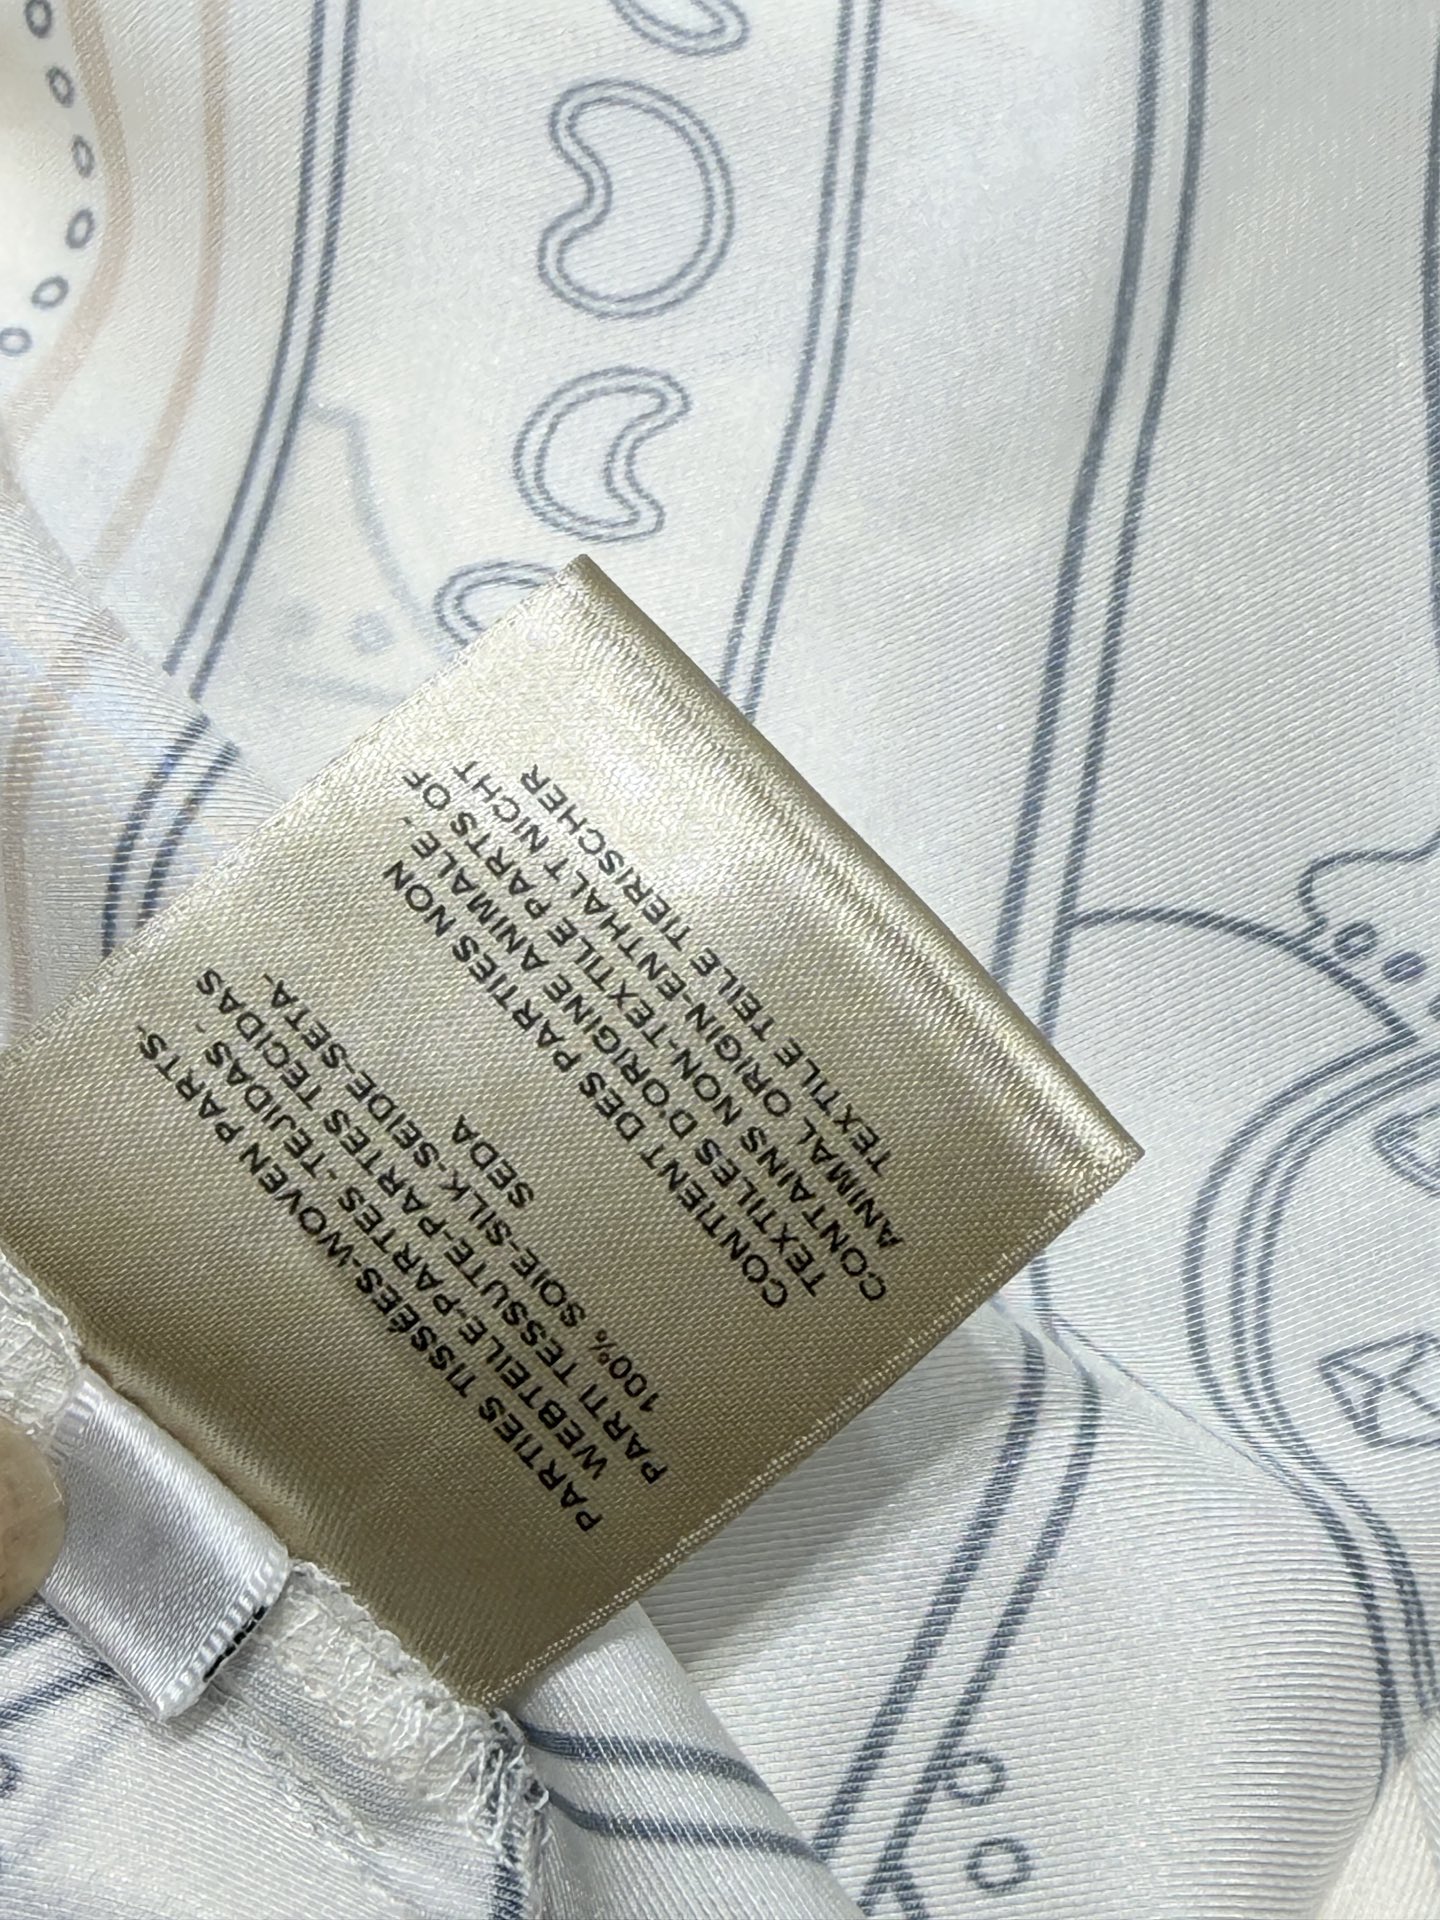 PARTIES TISSÉES-WOVEN PARTS-
WEBTEILE-PARTES -TEJIDAS -
PARTI TESSUTE-PARTES TECIDAS
100% SOIE-SILK-SEIDE-SETA-
SEDA
CONTIENT DES PARTIES NON
TEXTILES D'ORIGINE ANIMALE-
CONTAINS NON-TEXTILE PARTS OF
ANIMAL ORIGIN-ENTHALT NICHT
TEXTILE TEILE TIERISCHER